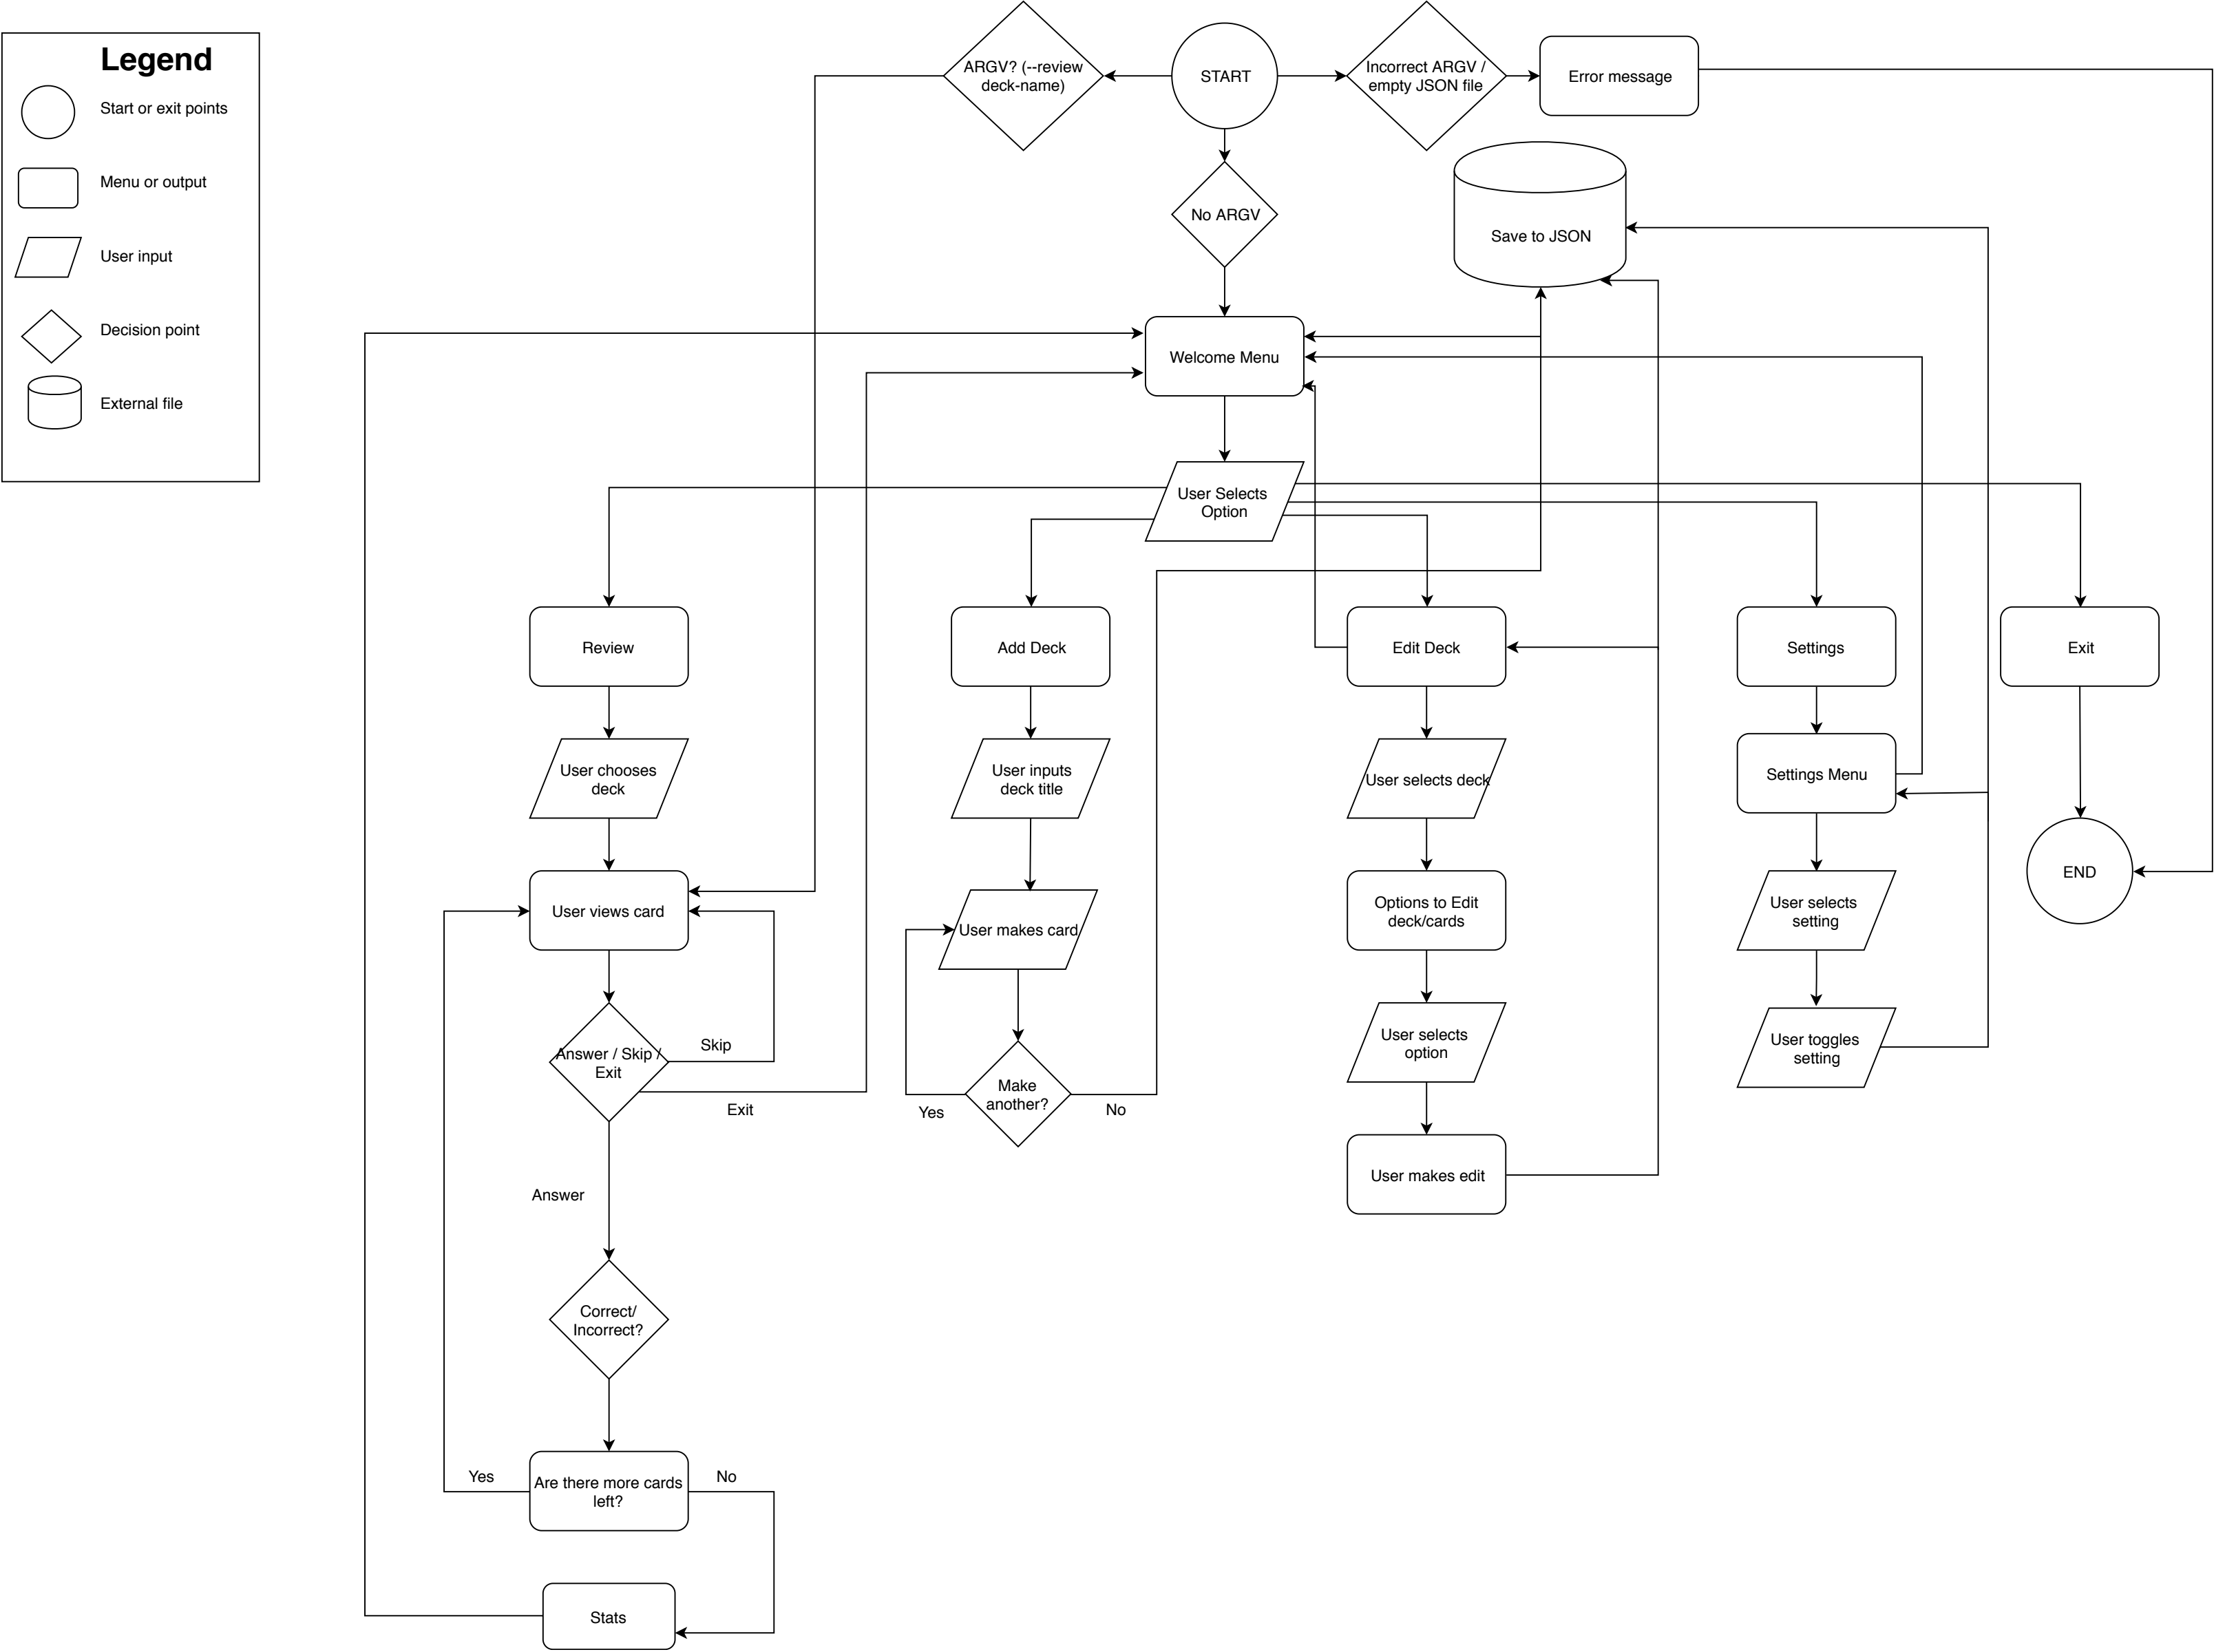 Legend
Start or exit points
Menu or output
User input
Decision point
External file
ARGV? (--review
deck-name)
START
Incorrect ARGV /
empty JSON file
Error message
No ARGV
Save to JSON
Welcome Menu
User Selects
Option
Review
Add Deck
Edit Deck
Settings
Exit
User chooses
deck
User inputs
deck title
User selects deck
Settings Menu
User views card
User makes card
Options to Edit
deck/cards
User selects
setting
END
Answer / Skip /
Exit
Skip
Exit
Make
another?
Yes
No
User selects
option
User toggles
setting
Answer
User makes edit
Correct/
Incorrect?
Are there more cards
left?
Yes
No
Stats